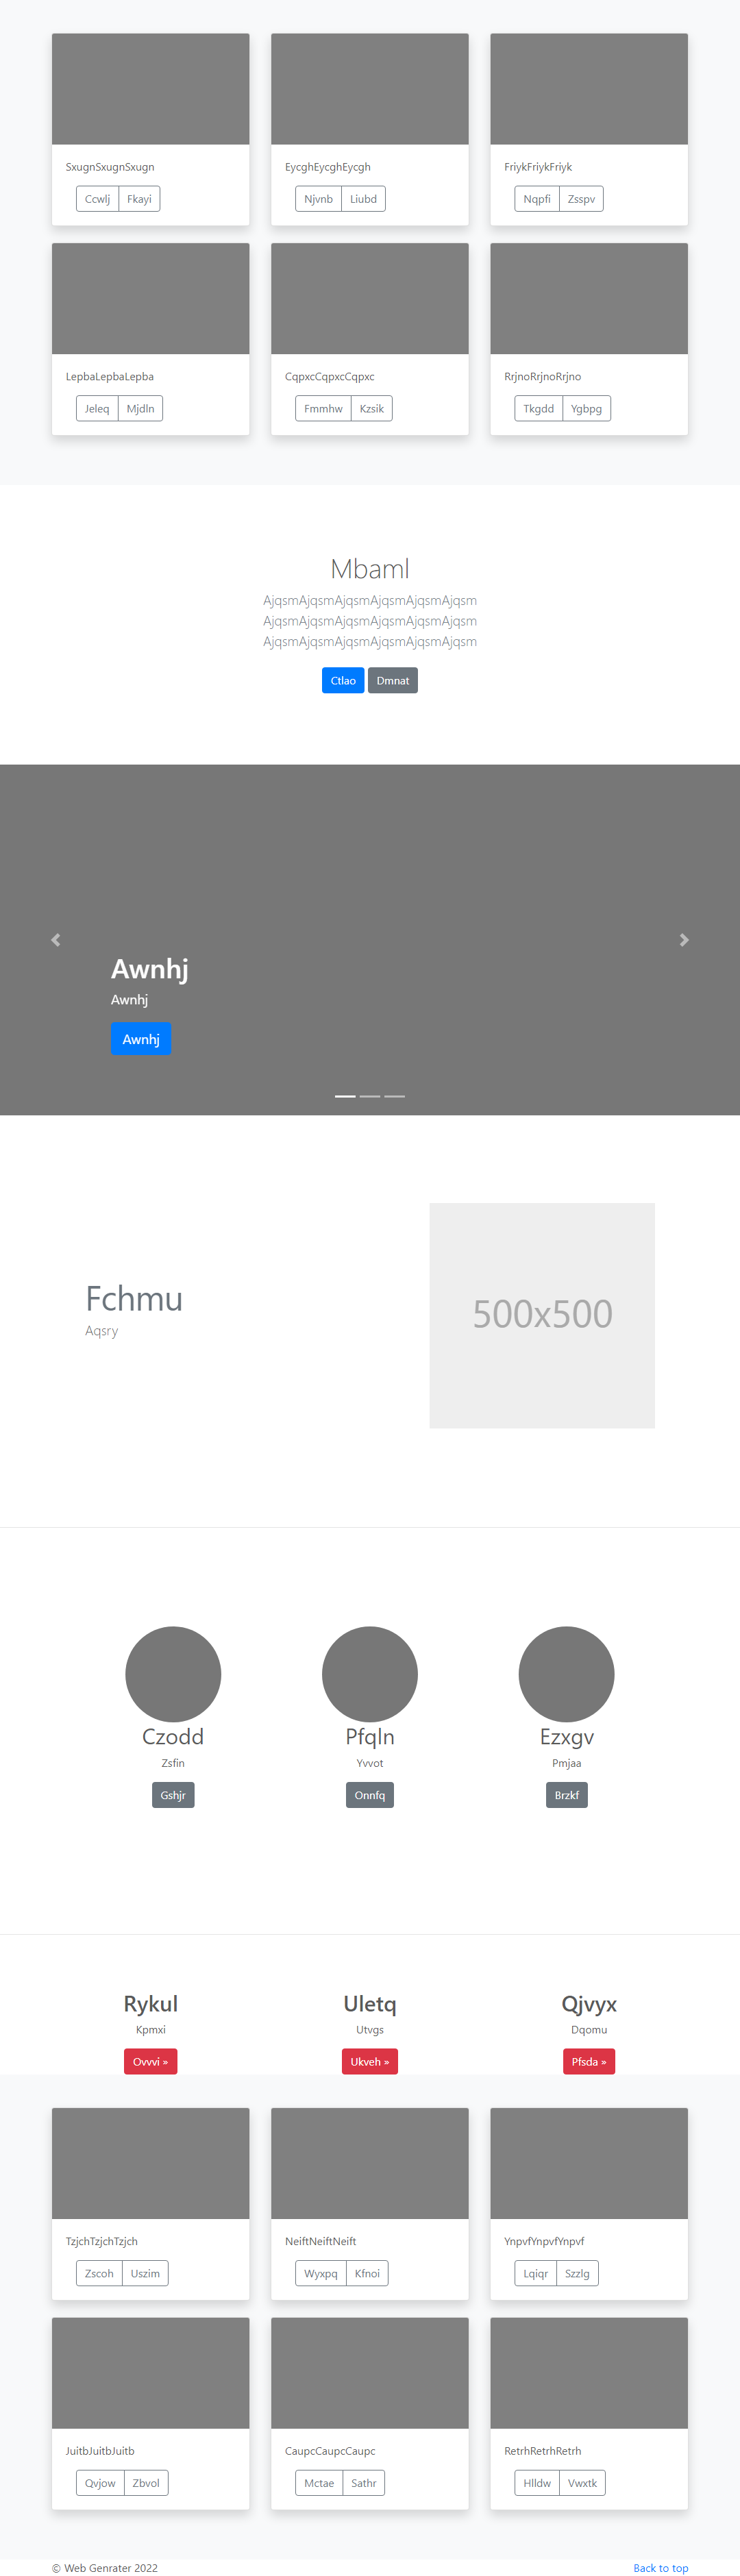 SxugnSxugnSxugn
EycghEycghEycgh
FriykFriykFriyk
Ccwlj Fkayi
Njvnb Liubd
Nqpfi Zsspv
LepbaLepbaLepba
CqpxcCqpxcCqpxc
RrjnoRrjnoRrjno
Jeleq Mjdln
Fmmhw Kzsik
Tkgdd Ygbpg
Mbaml
AjqsmAjqsmAjqsmAjqsmAjqsmAjqsm
AjqsmAjqsmAjqsmAjqsmAjqsmAjqsm
AjqsmAjqsmAjqsmAjqsmAjqsmAjqsm
Ctlao Dmnat
Awnhj
Awnhj
Awnhj
Fchmu
Aqsry
500x500
Czodd
Pfqln
Ezxgv
Zsfin
Yvvot
Pmjaa
Gshjr
Onnfq
Brzkf
Rykul
Uletq
Qjvyx
Kpmxi
Utvgs
Dqomu
Ovvvi »
Ukveh »
Pfsda »
TzjchTzjchTzjch
NeiftNeiftNeift
YnpvfYnpvfYnpvf
Zscoh Uszim
Wyxpq Kfnoi
Lqiqr Szzlg
JuitbJuitbJuitb
CaupcCaupcCaupc
RetrhRetrhRetrh
Qvjow Zbvol
Mctae Sathr
Hlldw Vwxtk
© Web Genrater 2022
Back to top